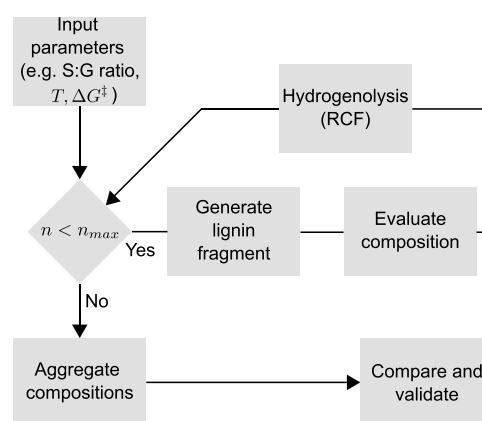 Input
parameters
(e.g. S:G ratio,
T, ΔG‡)
Hydrogenolysis
(RCF)
n < nmax
Yes
Generate
lignin
fragment
Evaluate
composition
No
Aggregate
compositions
Compare and
validate